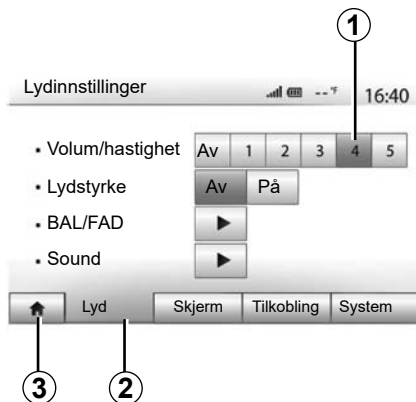 1
Lydinnstillinger --°F 16:40
Volum/hastighet Av 1 2 3 4 5
Lydstyrke Av På
BAL/FAD
Sound
Lyd Skjerm Tilkobling System
3 2